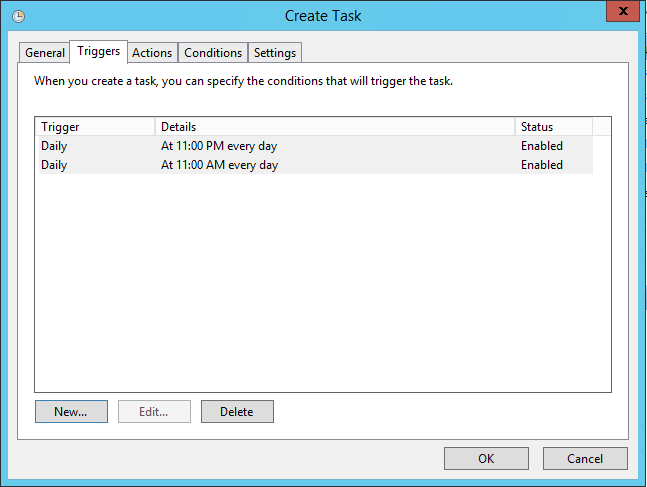 Create Task
x
General Triggers Actions Conditions Settings
When you create a task, you can specify the conditions that will trigger the task.
Trigger Details Status
Daily At 11:00 PM every day Enabled
Daily At 11:00 AM every day Enabled
New... Edit... Delete
OK Cancel